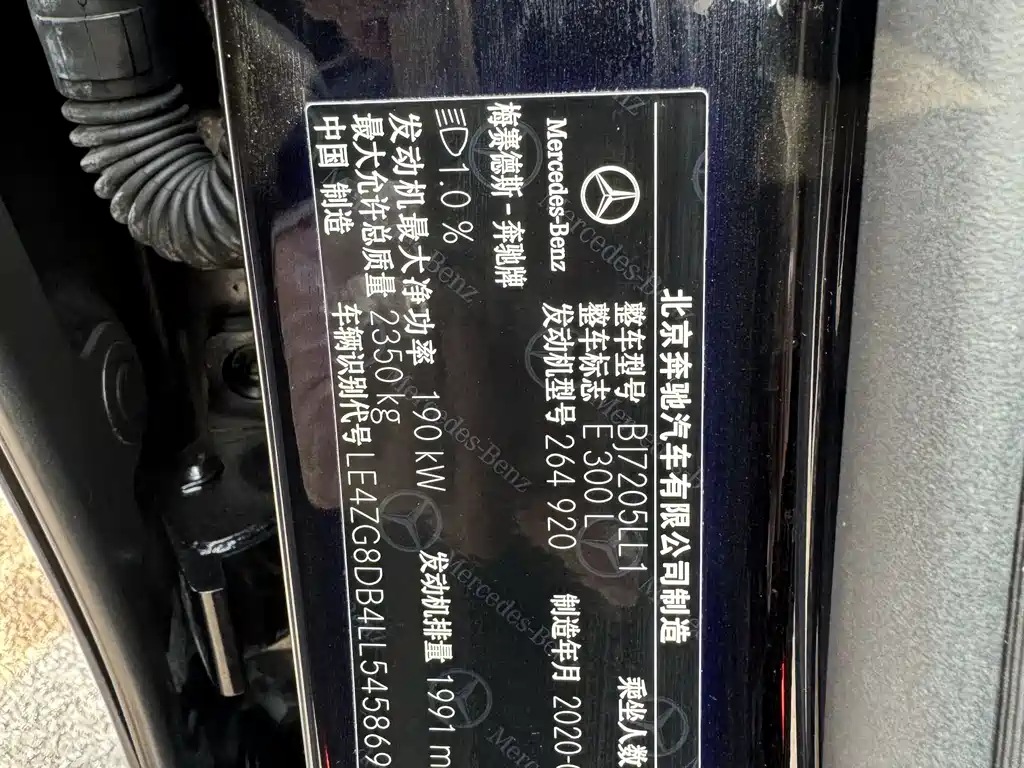 北京奔驰汽车有限公司制造
Mercedes-Benz
梅赛德斯-奔驰牌
整车型号 BJ7205LL1
乘坐人数
整车标志 E 300 L
发动机型号 264 920
制造年月 2020-
1.0 %
发动机最大净功率 190 kW
发动机排量 1991 m
最大允许总质量 2350 kg
中国 制造
车辆识别代号 LE4ZG8DB4LL545869